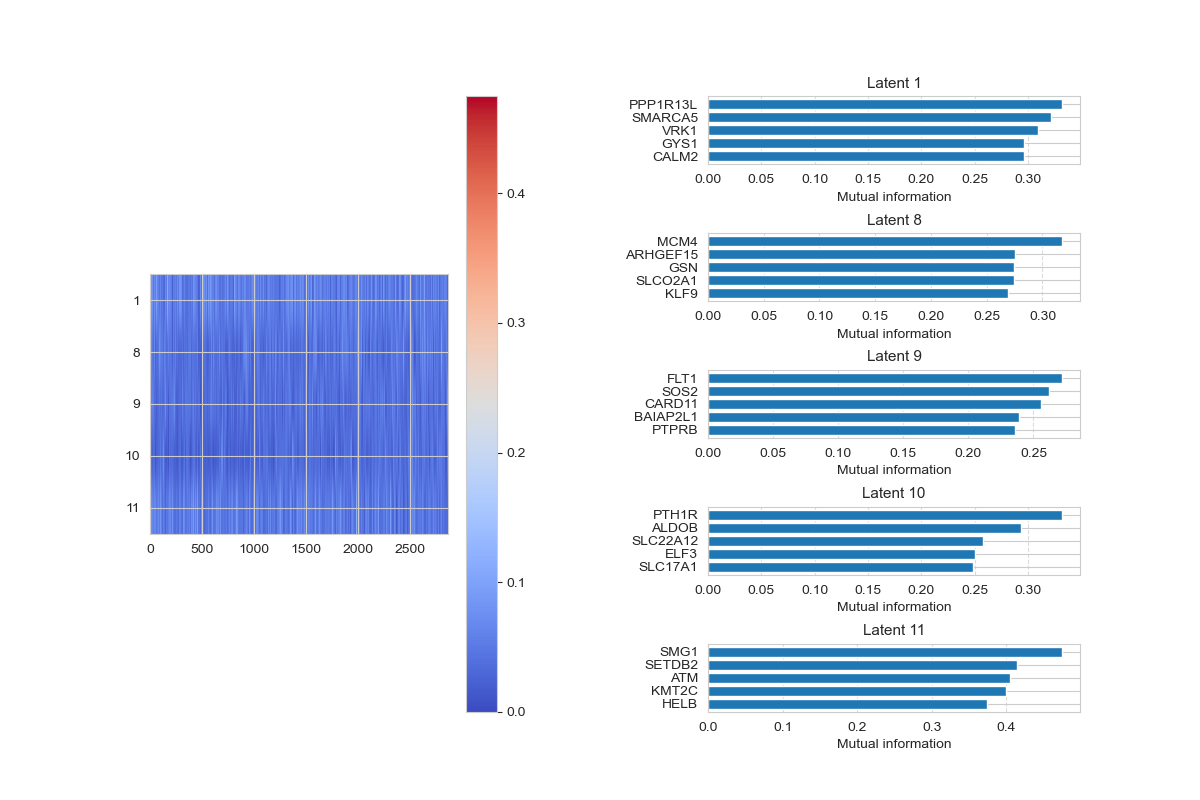 1
8
9
10
11
0 500 1000 1500 2000 2500
0.4
0.3
0.2
0.1
0.0
Latent 1
PPP1R13L
SMARCA5
VRK1
GYS1
CALM2
0.00 0.05 0.10 0.15 0.20 0.25 0.30
Mutual information
Latent 8
MCM4
ARHGEF15
GSN
SLCO2A1
KLF9
0.00 0.05 0.10 0.15 0.20 0.25 0.30
Mutual information
Latent 9
FLT1
SOS2
CARD11
BAIAP2L1
PTPRB
0.00 0.05 0.10 0.15 0.20 0.25
Mutual information
Latent 10
PTH1R
ALDOB
SLC22A12
ELF3
SLC17A1
0.00 0.05 0.10 0.15 0.20 0.25 0.30
Mutual information
Latent 11
SMG1
SETDB2
ATM
KMT2C
HELB
0.0 0.1 0.2 0.3 0.4
Mutual information